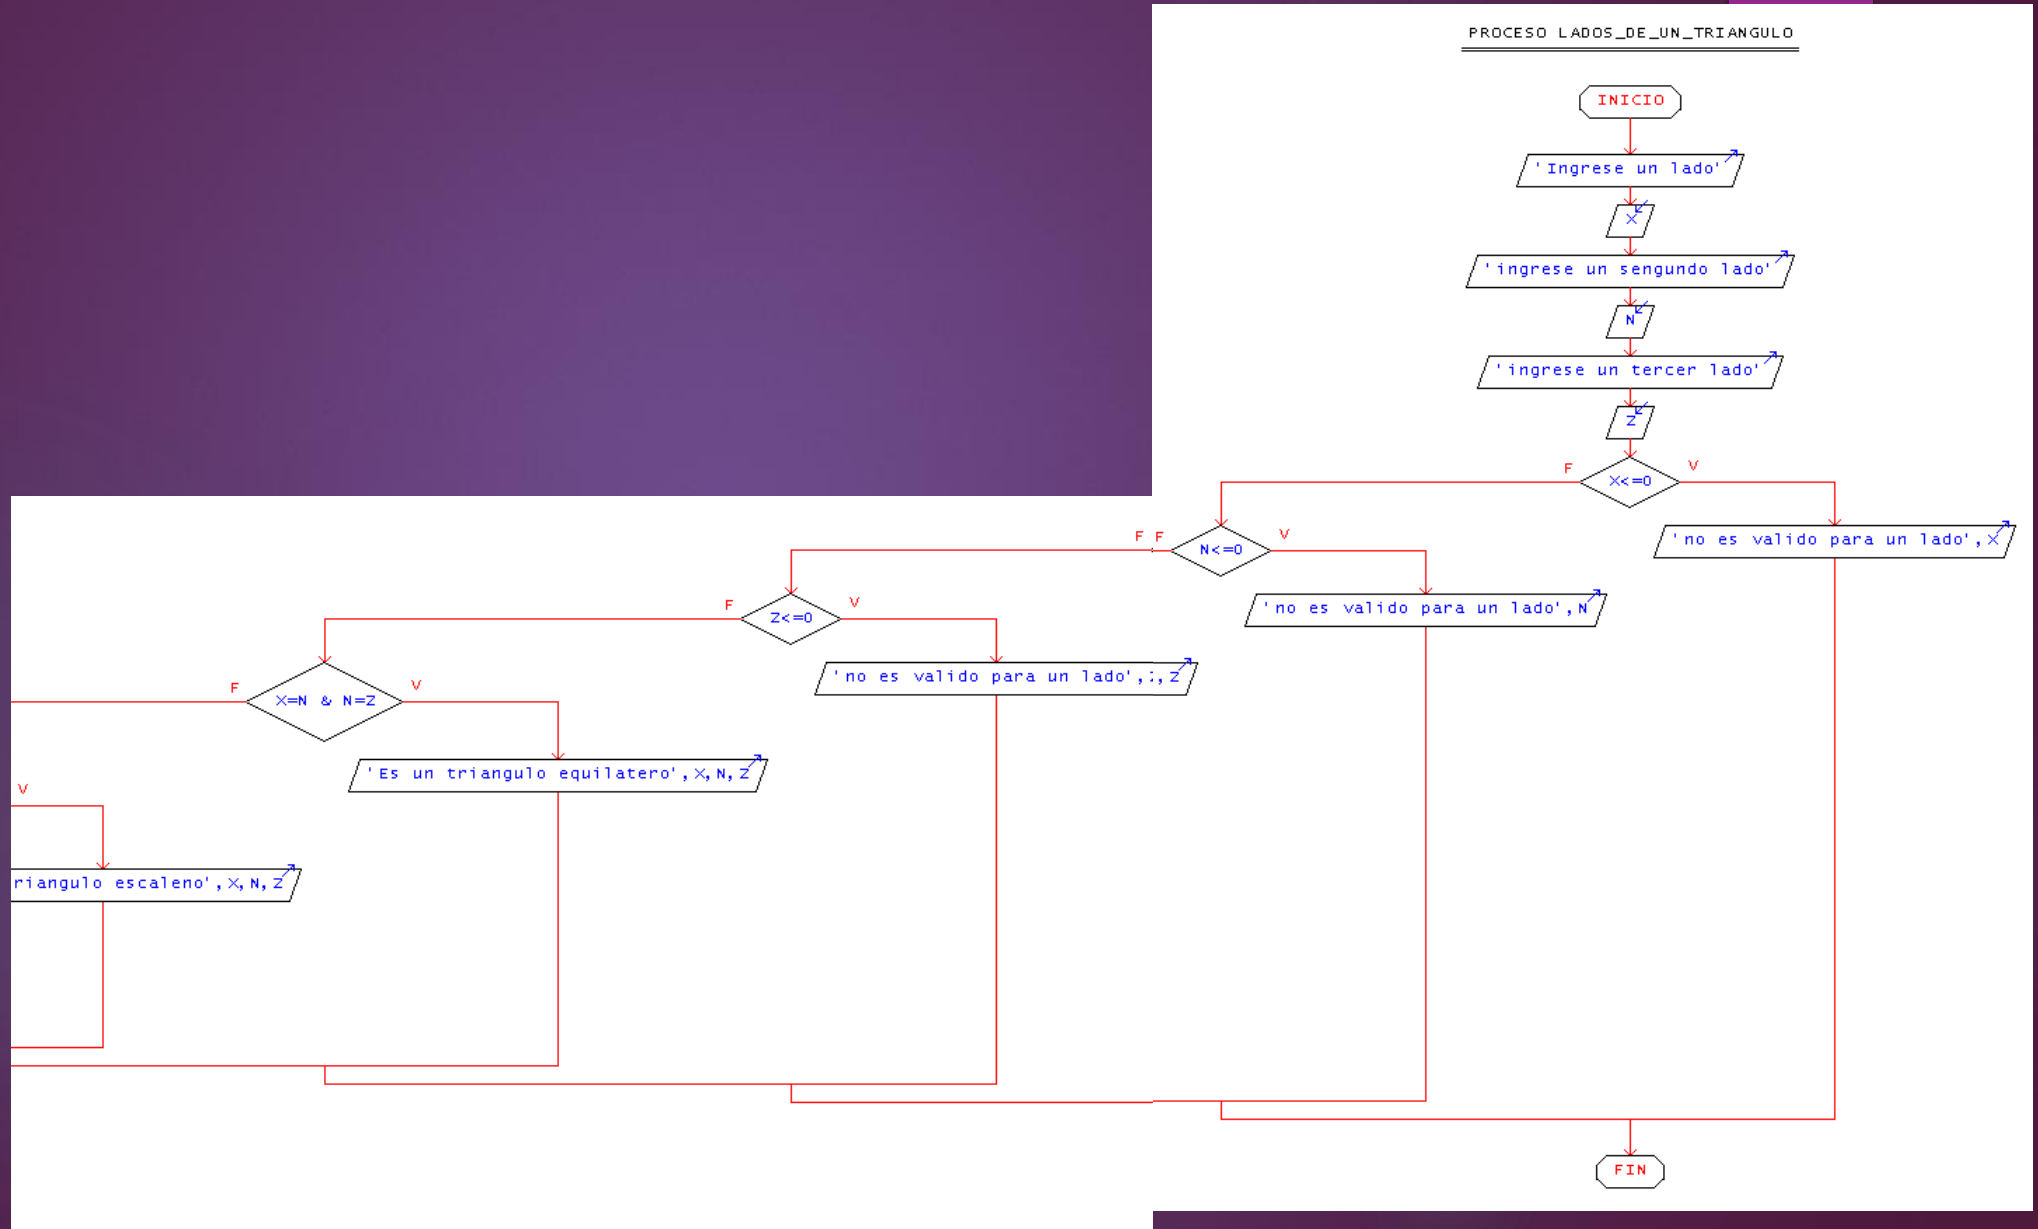 PROCESO LADOS_DE_UN_TRIANGULO
INICIO
'Ingrese un lado'
X
'ingrese un sengundo lado'
N
'ingrese un tercer lado'
Z
F
X<=0
V
'no es valido para un lado',X
F F
N<=0
V
'no es valido para un lado',N
F
Z<=0
V
'no es valido para un lado',Z
F
X=N & N=Z
V
'Es un triangulo equilatero',X,N,Z
V
riangulo escaleno',X,N,Z
FIN